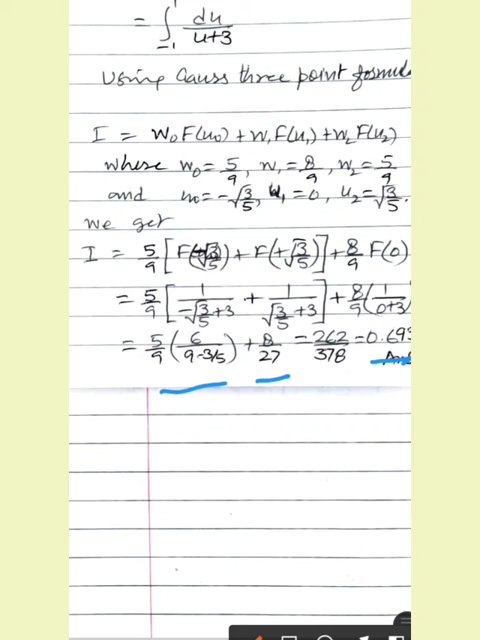 = ∫_{-1}^{1} du/(u+3)
Using Gauss three point formula
I = W₀F(u₀) + W₁F(u₁) + W₂F(u₂)
where w₀ = 5/9, w₁ = 8/9, w₂ = 5/9
and u₀ = -√(3/5), u₁ = 0, u₂ = √(3/5).
we get
I = 5/9 [F(-√(3/5)) + F(+√(3/5))] + 8/9 F(0)
= 5/9 [1/(-√(3/5)+3) + 1/(√(3/5)+3)] + 8/9 (1/(0+3)
= 5/9 (6/(9-3/5)) + 8/27 = 262/378 = 0.693
Ans